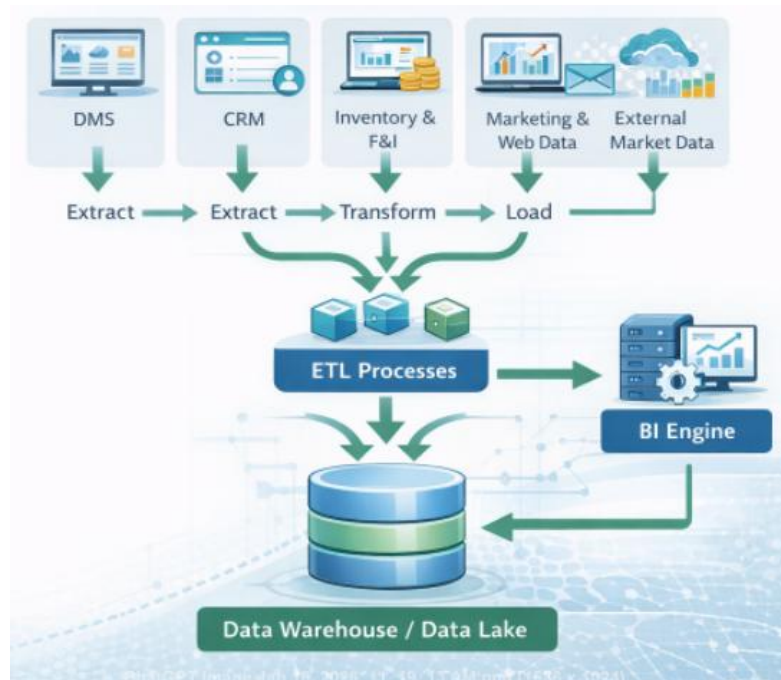 DMS
CRM
Inventory &
F&I
Marketing &
Web Data
External
Market Data
Extract
Extract
Transform
Load
ETL Processes
BI Engine
Data Warehouse / Data Lake